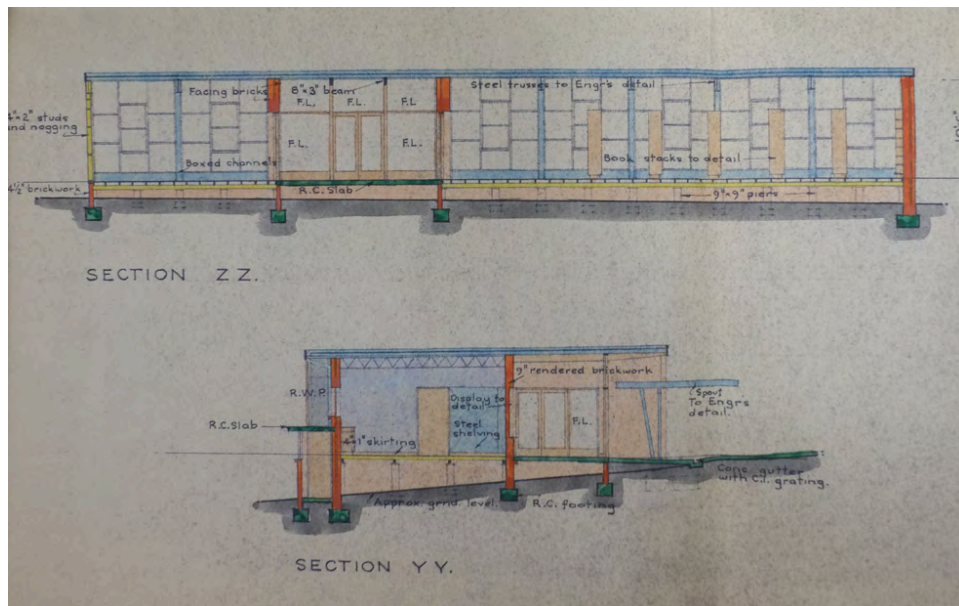 Facing bricks
8"×3" beam
Steel trusses to Engr's detail
F.L.
F.L.
F.L
4"×2" studs
and nogging
F.L.
F.L.
Boxed channels
Book stacks to detail
4½" brickwork
R.C. Slab
9"×9" piers
SECTION ZZ.
9" rendered brickwork
R.W.P.
Display to
detail
Spout
To Engrs
detail.
R.C. Slab
F.L.
Steel
shelving
4"×1" skirting
Conc. gutter
with C.I. grating.
Approx. grnd. level.
R.C. footing
SECTION YY.